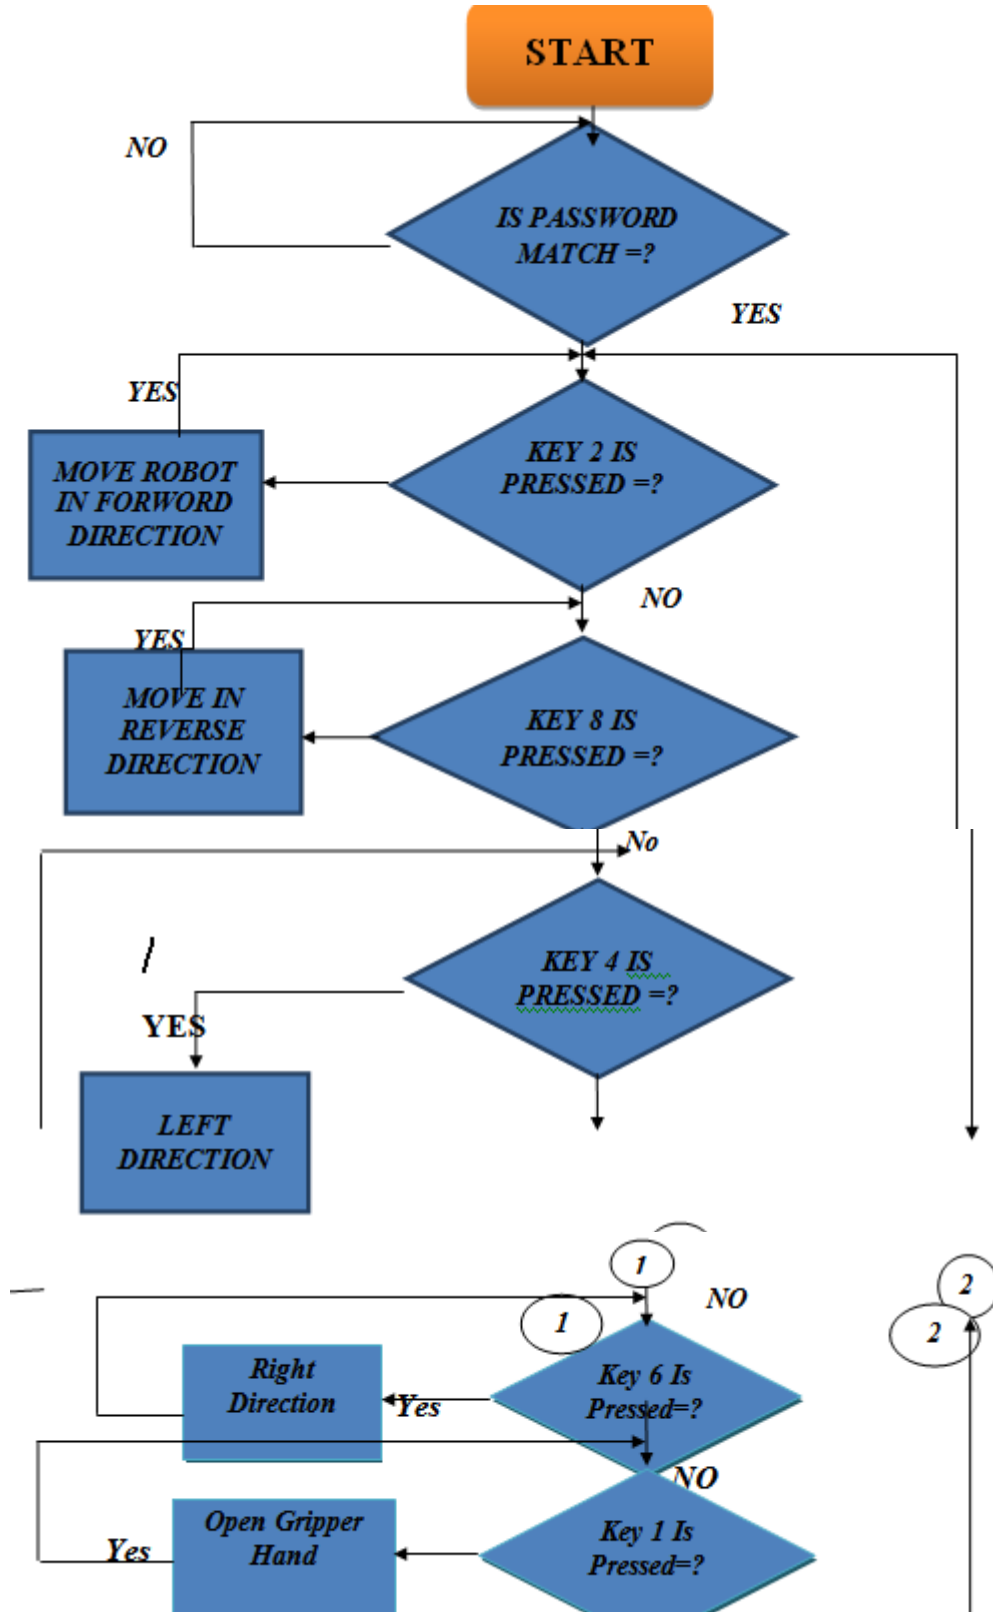 START
NO
IS PASSWORD
MATCH =?
YES
YES
KEY 2 IS
PRESSED =?
MOVE ROBOT
IN FORWORD
DIRECTION
NO
YES
MOVE IN
REVERSE
DIRECTION
KEY 8 IS
PRESSED =?
No
KEY 4 IS
PRESSED =?
/
YES
LEFT
DIRECTION
1
NO
2
1
2
Right
Direction
Yes
Key 6 Is
Pressed=?
NO
Open Gripper
Hand
Yes
Key 1 Is
Pressed=?